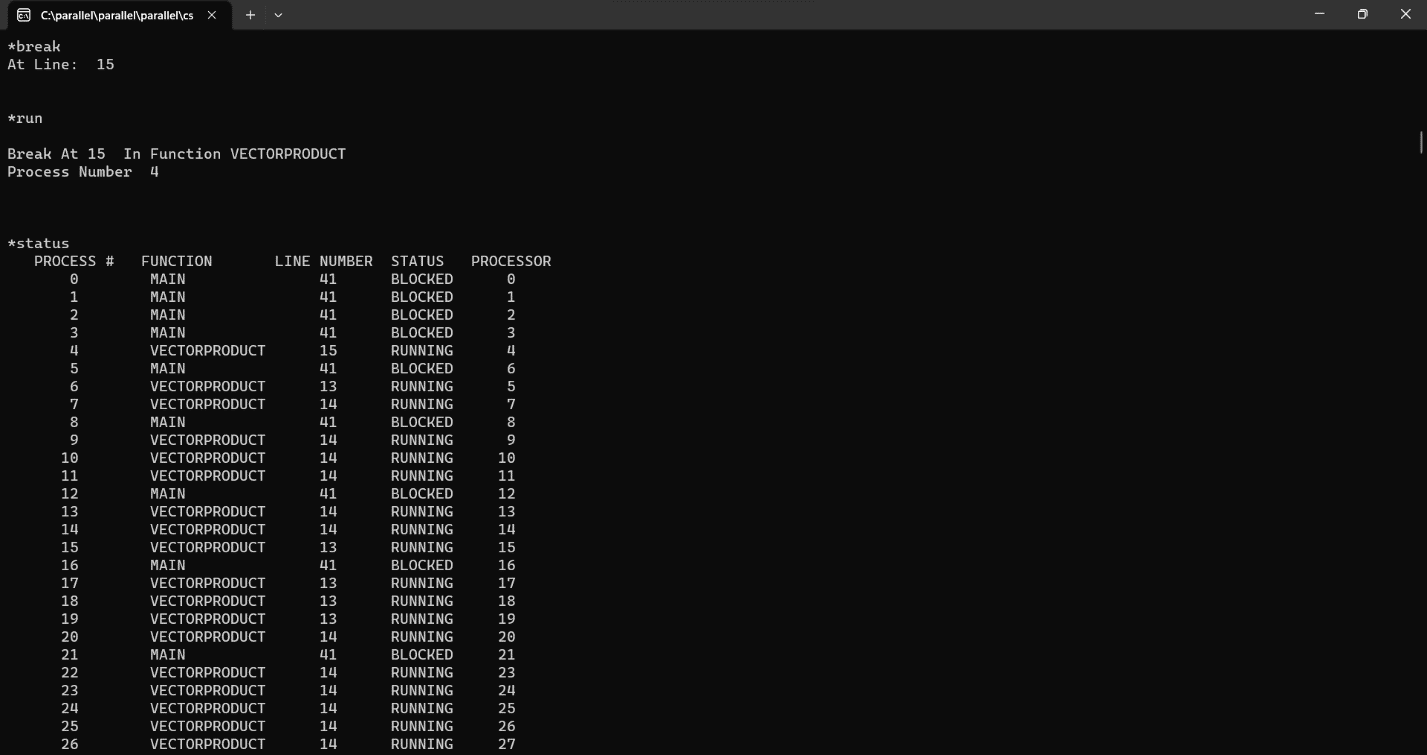 C:\parallel\parallel\parallel\cs
*break
At Line:  15
*run
Break At 15  In Function VECTORPRODUCT
Process Number  4
*status
PROCESS #   FUNCTION       LINE NUMBER  STATUS   PROCESSOR
0        MAIN               41      BLOCKED      0
1        MAIN               41      BLOCKED      1
2        MAIN               41      BLOCKED      2
3        MAIN               41      BLOCKED      3
4        VECTORPRODUCT      15      RUNNING      4
5        MAIN               41      BLOCKED      6
6        VECTORPRODUCT      13      RUNNING      5
7        VECTORPRODUCT      14      RUNNING      7
8        MAIN               41      BLOCKED      8
9        VECTORPRODUCT      14      RUNNING      9
10        VECTORPRODUCT      14      RUNNING     10
11        VECTORPRODUCT      14      RUNNING     11
12        MAIN               41      BLOCKED     12
13        VECTORPRODUCT      14      RUNNING     13
14        VECTORPRODUCT      14      RUNNING     14
15        VECTORPRODUCT      13      RUNNING     15
16        MAIN               41      BLOCKED     16
17        VECTORPRODUCT      13      RUNNING     17
18        VECTORPRODUCT      13      RUNNING     18
19        VECTORPRODUCT      13      RUNNING     19
20        VECTORPRODUCT      14      RUNNING     20
21        MAIN               41      BLOCKED     21
22        VECTORPRODUCT      14      RUNNING     23
23        VECTORPRODUCT      14      RUNNING     24
24        VECTORPRODUCT      14      RUNNING     25
25        VECTORPRODUCT      14      RUNNING     26
26        VECTORPRODUCT      14      RUNNING     27